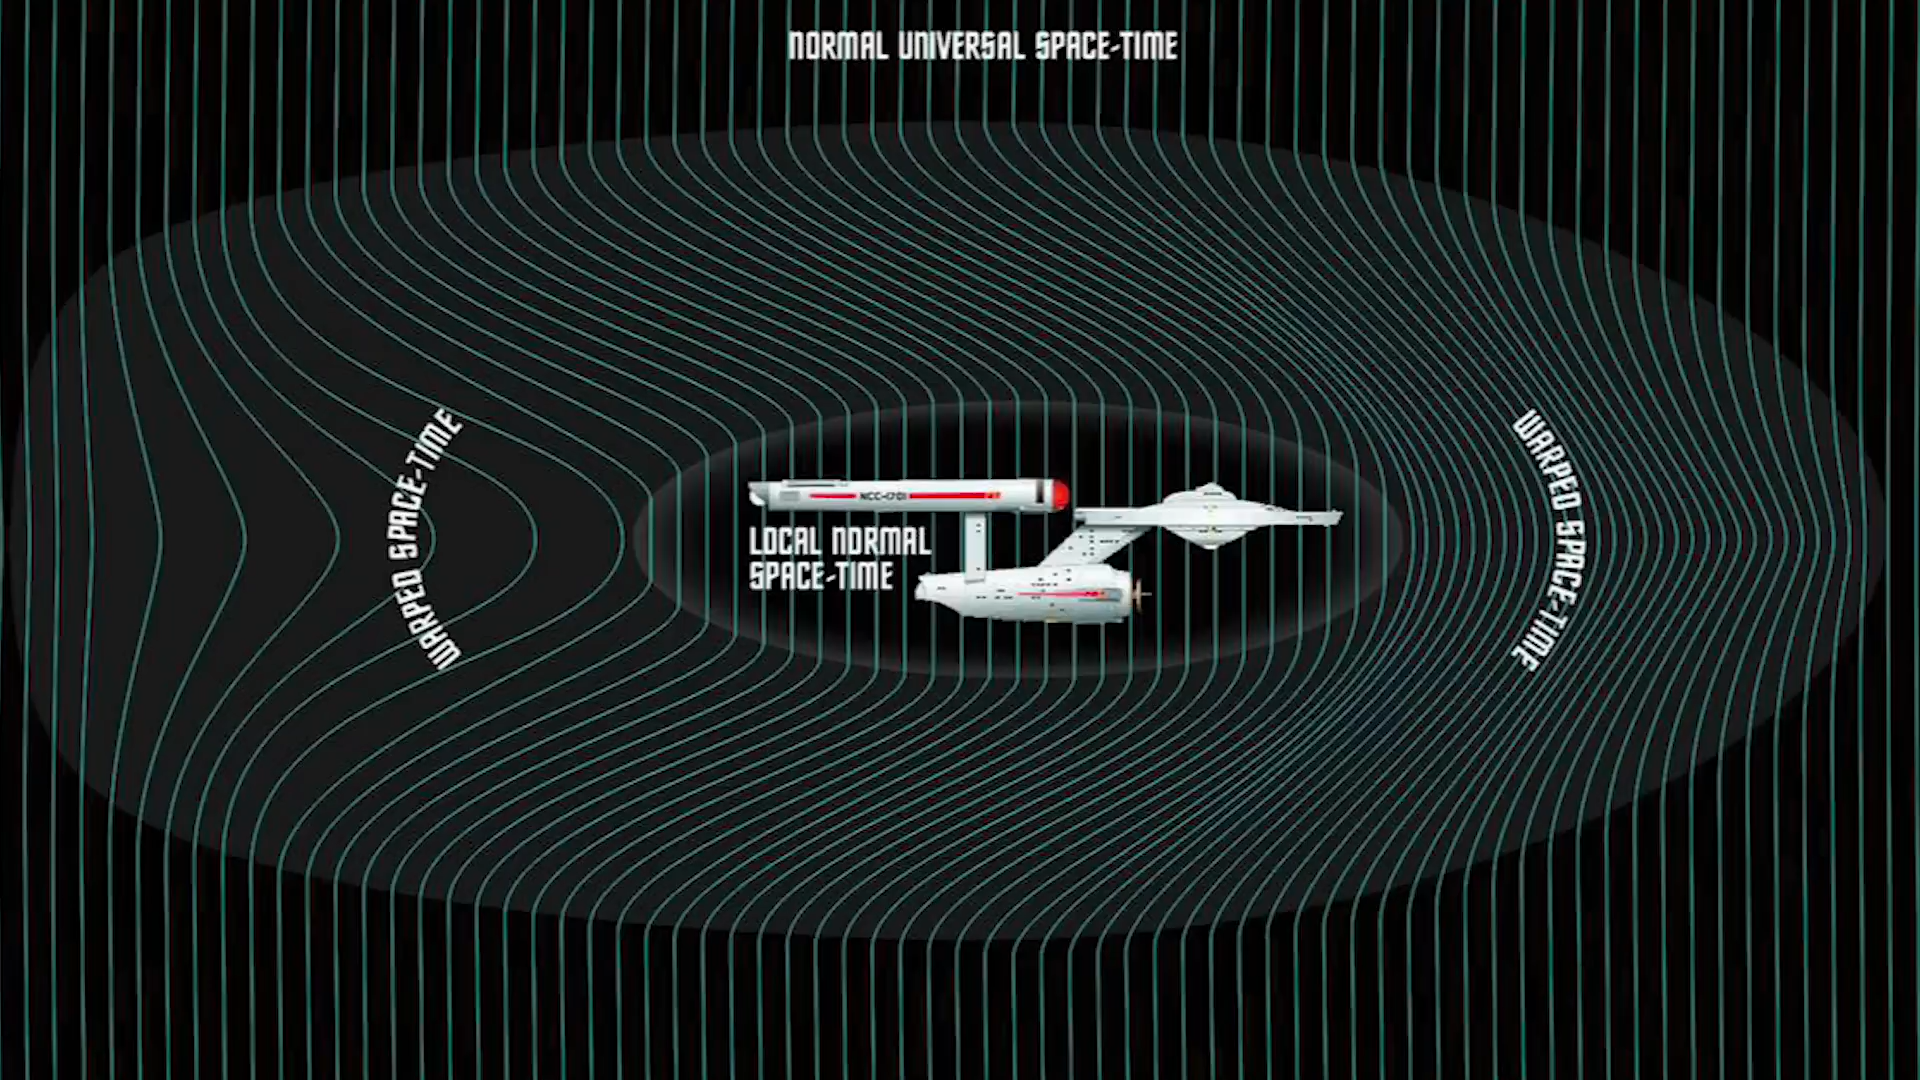 NORMAL UNIVERSAL SPACE-TIME
WARPED SPACE-TIME
NCC-1701
LOCAL NORMAL
SPACE-TIME
WARPED SPACE-TIME